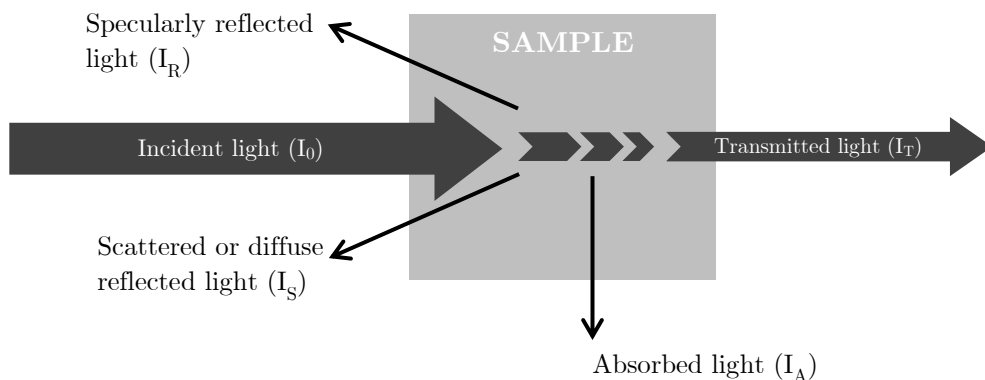 Specularly reflected
light (I_R)
SAMPLE
Incident light (I₀)
Transmitted light (I_T)
Scattered or diffuse
reflected light (I_S)
Absorbed light (I_A)